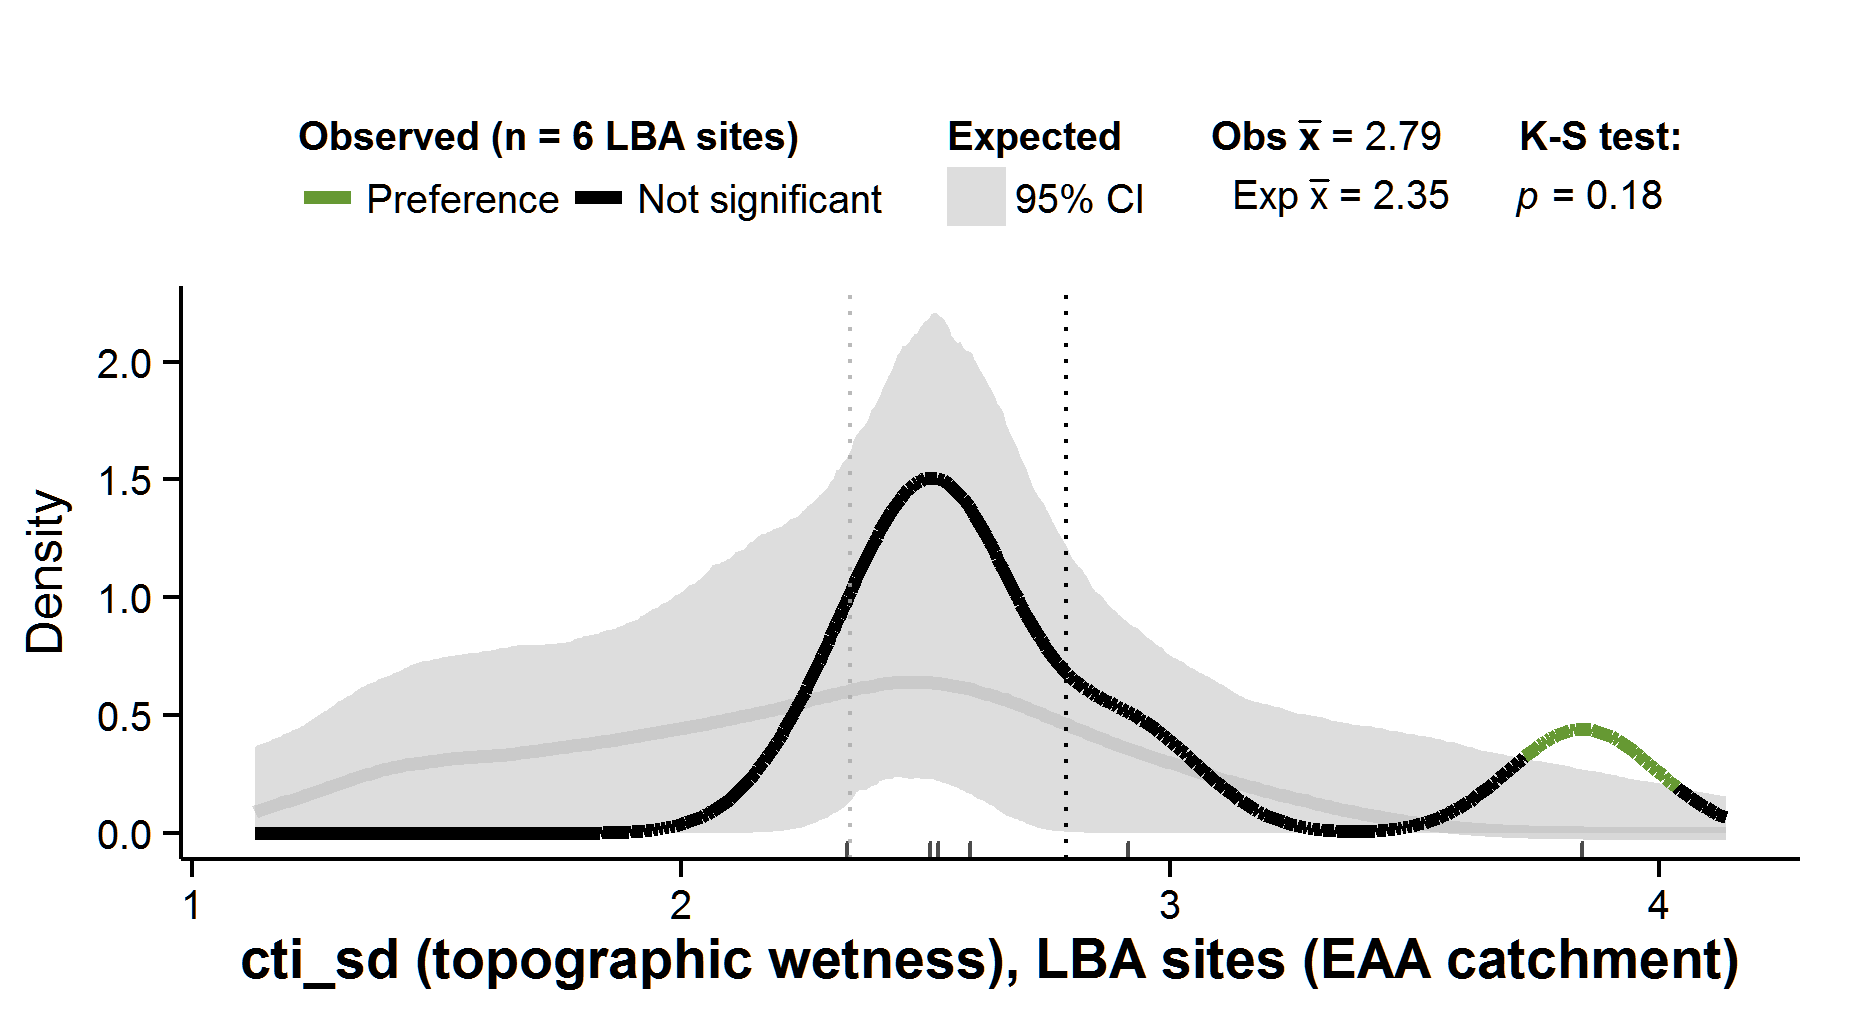 Observed (n = 6 LBA sites) Expected Obs x̅ = 2.79 K-S test:
Preference Not significant 95% CI Exp x̅ = 2.35 p = 0.18
2.0
1.5
1.0
0.5
0.0
Density
1 2 3 4
cti_sd (topographic wetness), LBA sites (EAA catchment)